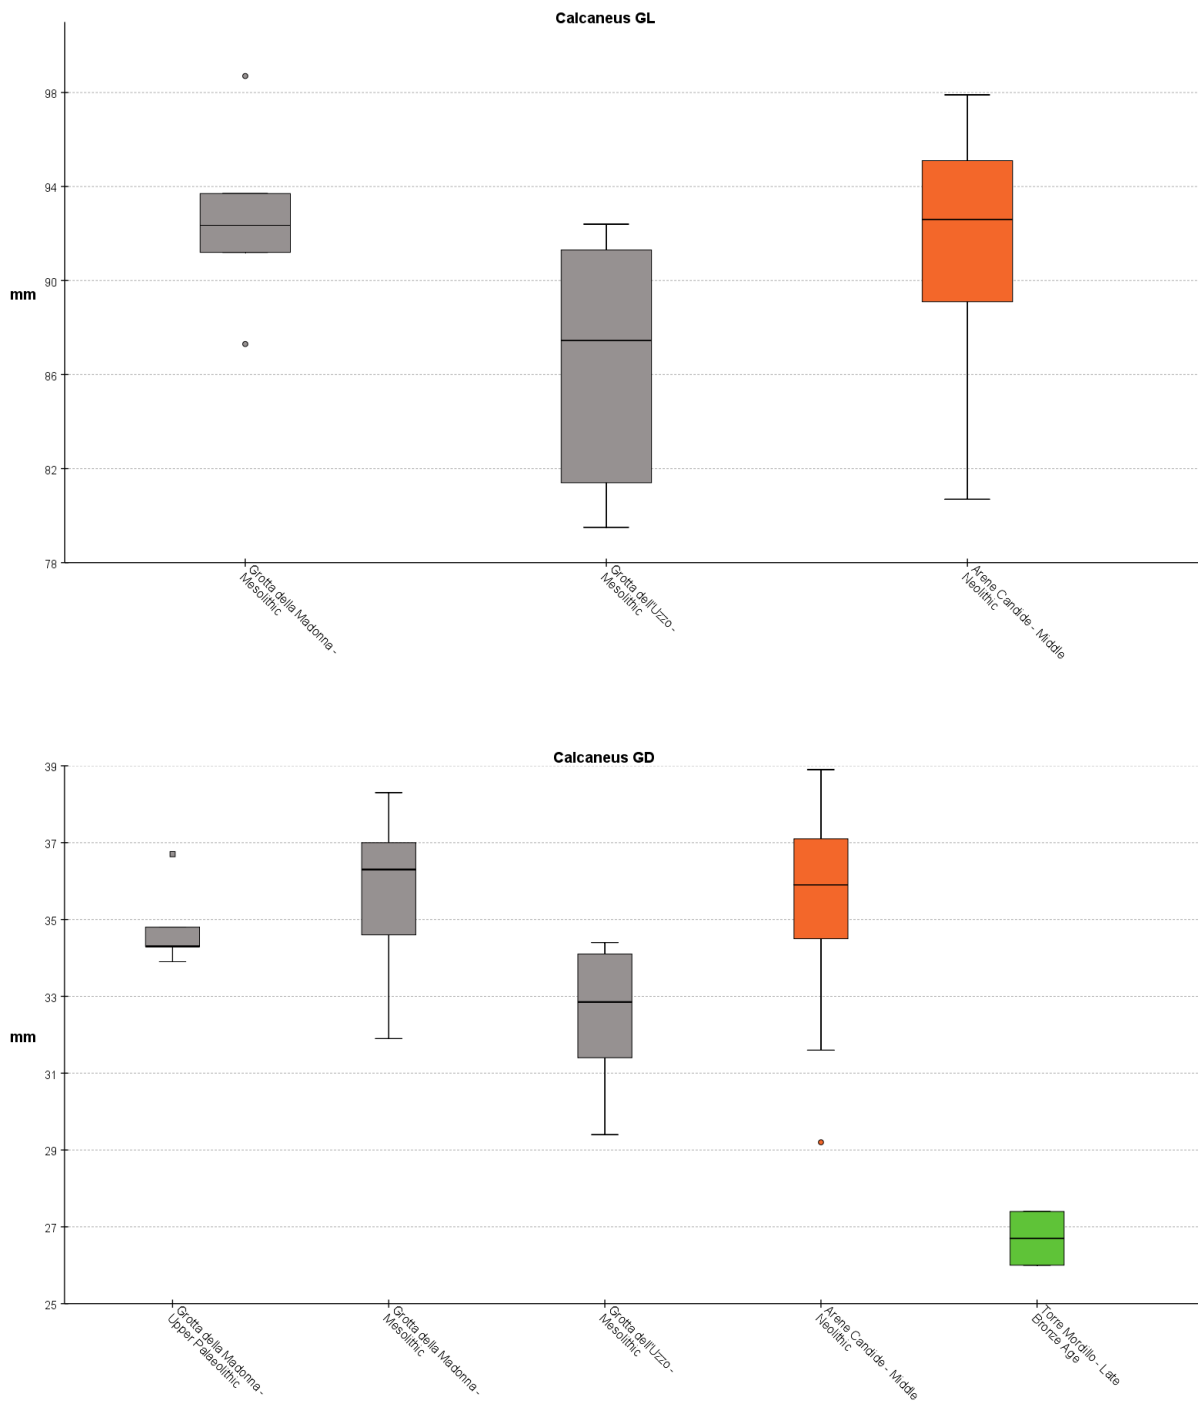 Calcaneus GL
98
94
90
mm
86
82
78
Grotta della Madonna -
Mesolithic
Grotta dell'Uzzo -
Mesolithic
Arene Candide - Middle
Neolithic
Calcaneus GD
39
37
35
33
mm
31
29
27
25
Grotta della Madonna -
Upper Palaeolithic
Grotta della Madonna -
Mesolithic
Grotta dell'Uzzo -
Mesolithic
Arene Candide - Middle
Neolithic
Torre Mordillo - Late
Bronze Age